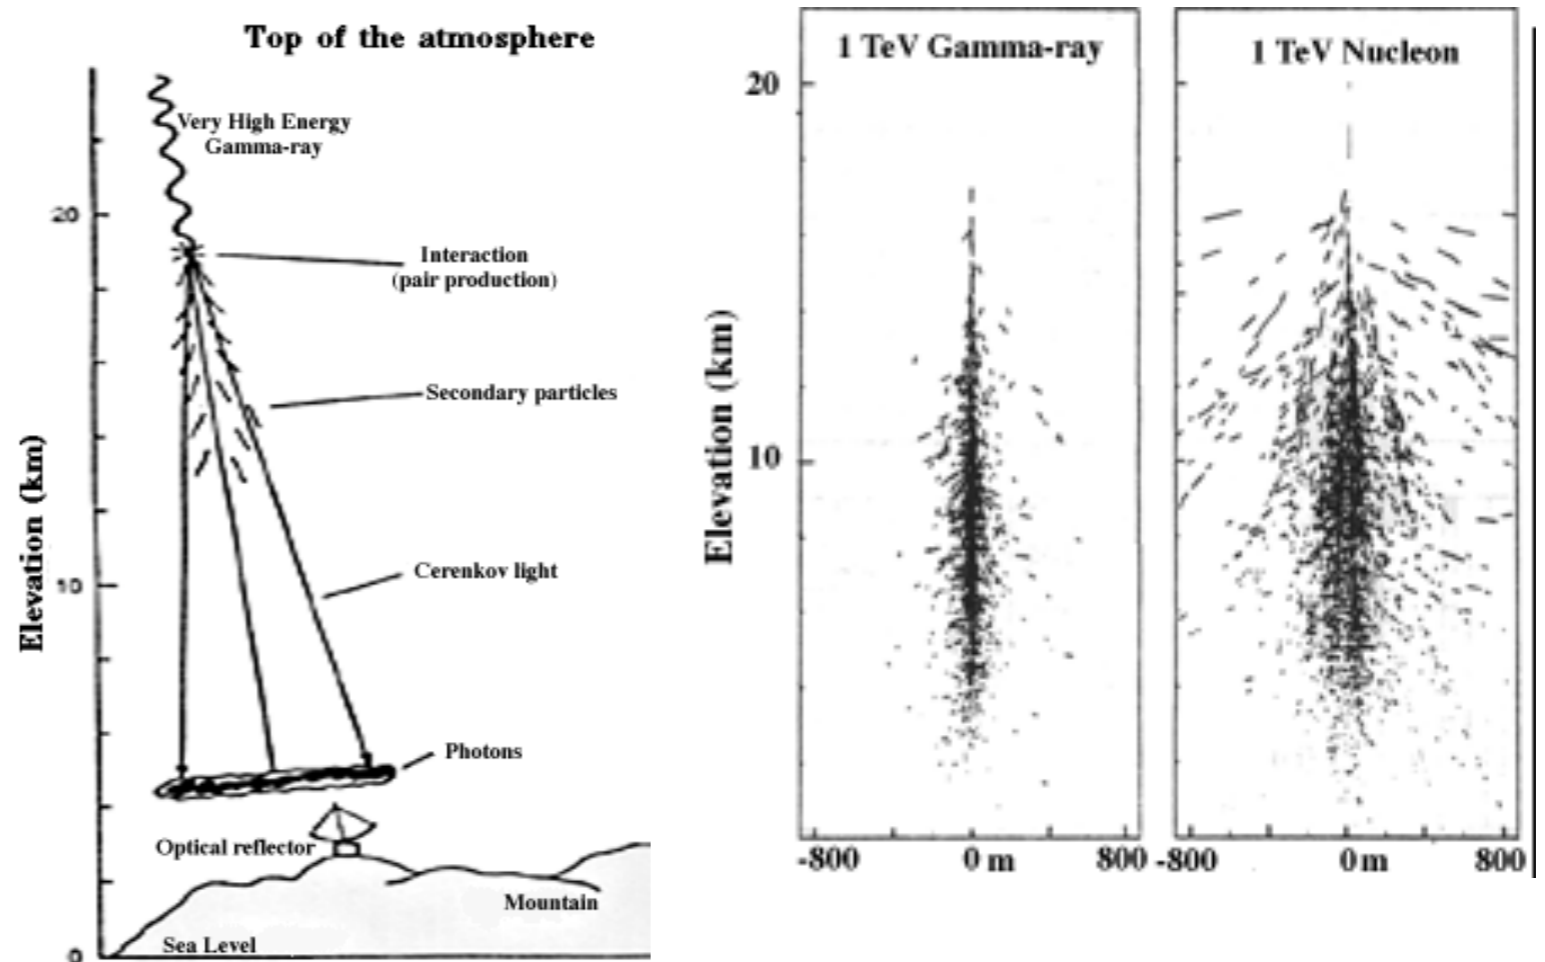 Top of the atmosphere
Very High Energy
Gamma-ray
20
Interaction
(pair production)
Secondary particles
Elevation (km)
10
Cerenkov light
Photons
Optical reflector
Mountain
Sea Level
0
1 TeV Gamma-ray
1 TeV Nucleon
20
Elevation (km)
10
-800
0 m
800
-800
0 m
800